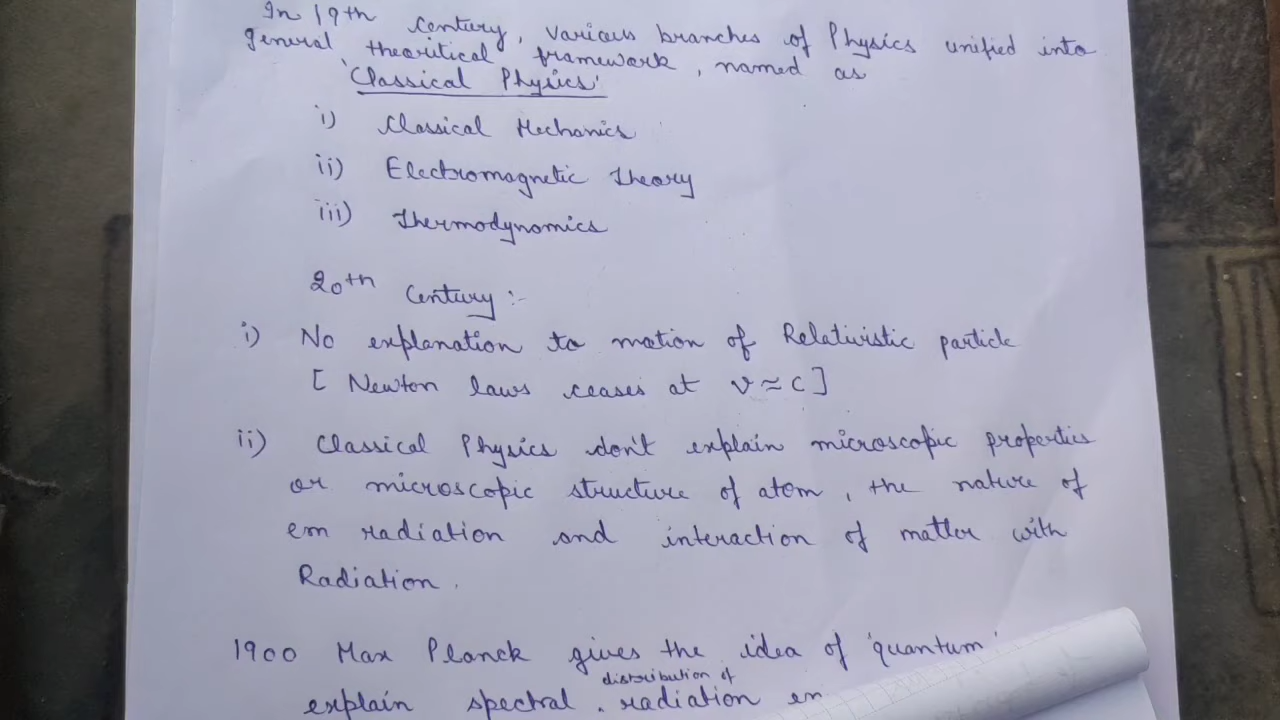 In 19th century, various branches of Physics unified into
general theoritical framework, named as
'Classical Physics'
i) Classical Mechanics
ii) Electromagnetic Theory
iii) Thermodynamics
20th Century :-
i) No explanation to motion of Relativistic particle
[ Newton laws ceases at v ≈ c ]
ii) Classical Physics don't explain microscopic properties
or microscopic structure of atom, the nature of
em radiation and interaction of matter with
Radiation.
1900 Max Planck gives the idea of 'quantum'
distribution of
explain spectral . radiation